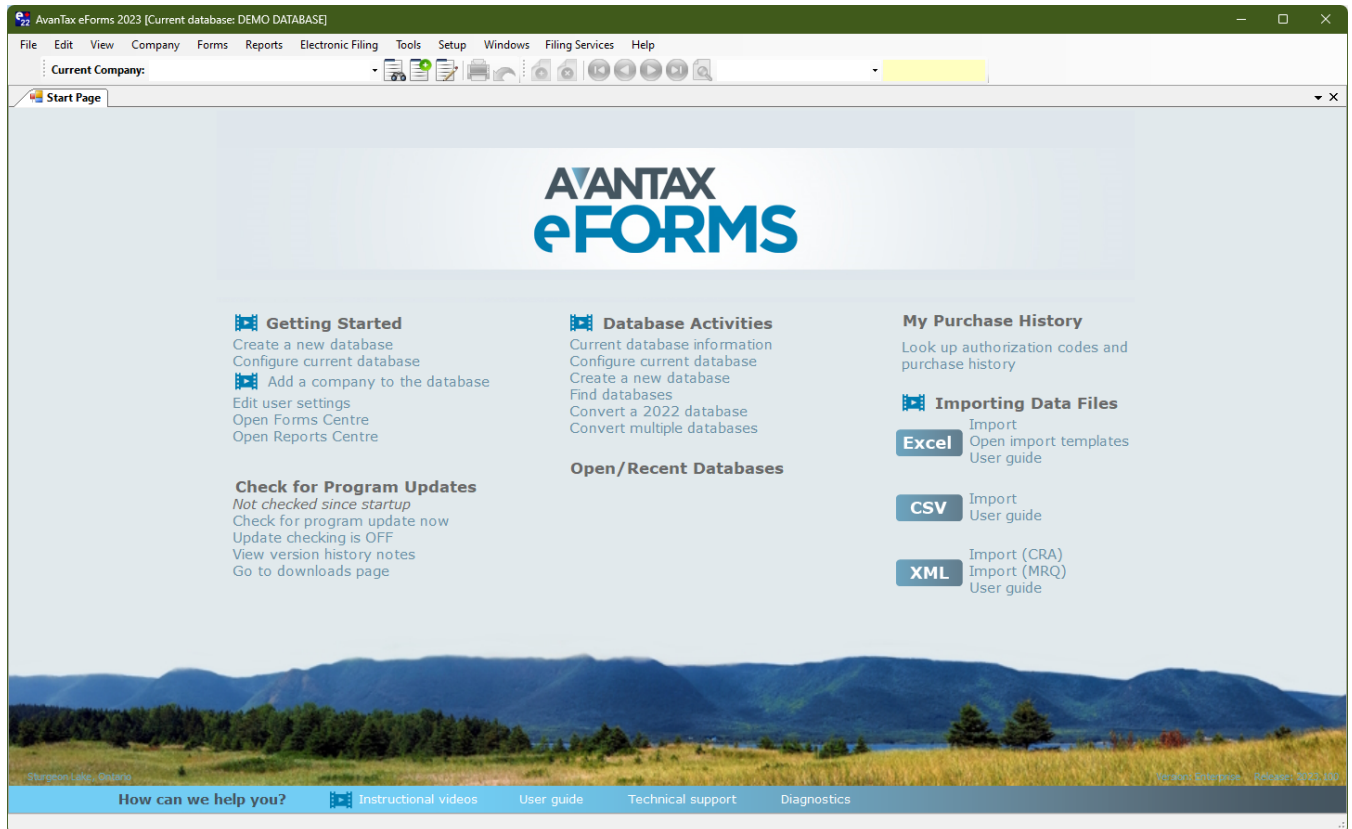 AvanTax eForms 2023 [Current database: DEMO DATABASE]
File Edit View Company Forms Reports Electronic Filing Tools Setup Windows Filing Services Help
Current Company:
Start Page
AVANTAX
eFORMS
Getting Started
Create a new database
Configure current database
Add a company to the database
Edit user settings
Open Forms Centre
Open Reports Centre
Check for Program Updates
Not checked since startup
Check for program update now
Update checking is OFF
View version history notes
Go to downloads page
Database Activities
Current database information
Configure current database
Create a new database
Find databases
Convert a 2022 database
Convert multiple databases
Open/Recent Databases
My Purchase History
Look up authorization codes and
purchase history
Importing Data Files
Excel
Import
Open import templates
User guide
CSV
Import
User guide
XML
Import (CRA)
Import (MRQ)
User guide
Sturgeon Lake, Ontario
How can we help you? Instructional videos User guide Technical support Diagnostics